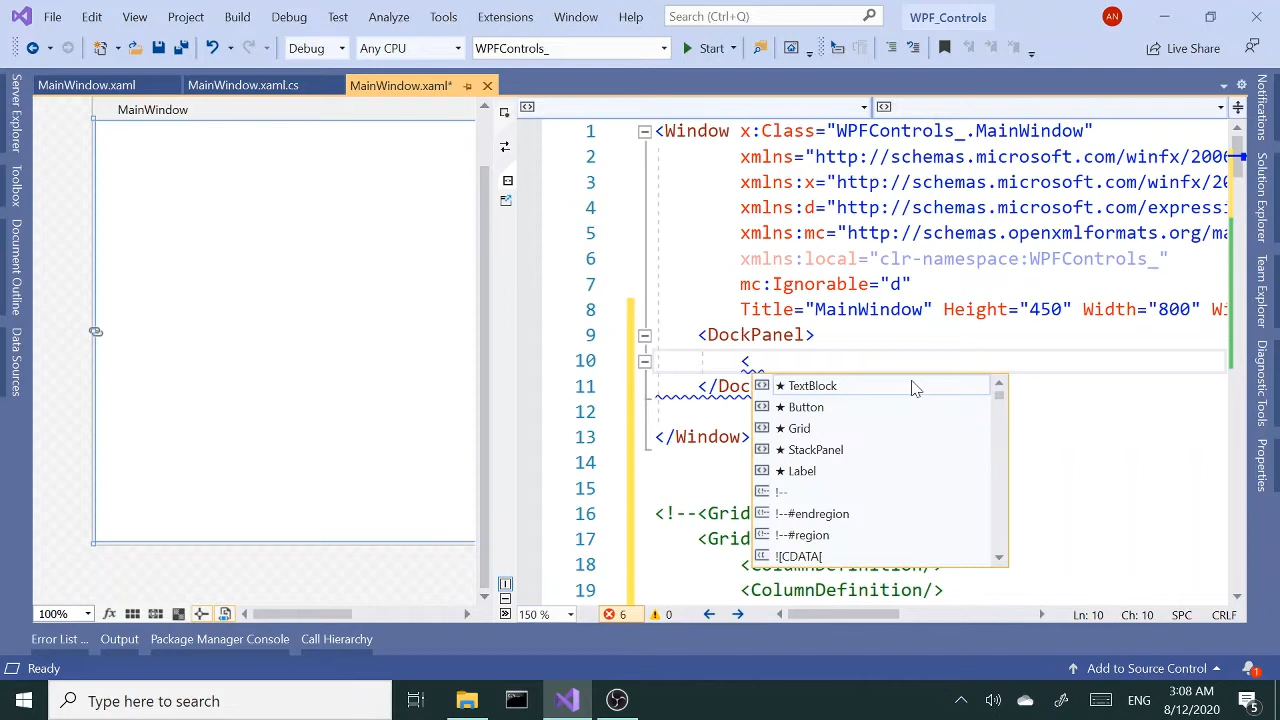 File Edit View Project Build Debug Test Analyze Tools Extensions Window Help Search (Ctrl+Q) WPF_Controls AN
Debug Any CPU WPFControls_ Start Live Share
MainWindow.xaml MainWindow.xaml.cs MainWindow.xaml*
Server Explorer
Toolbox
Document Outline
Data Sources
MainWindow
1 <Window x:Class="WPFControls_.MainWindow"
2 xmlns="http://schemas.microsoft.com/winfx/200
3 xmlns:x="http://schemas.microsoft.com/winfx/20
4 xmlns:d="http://schemas.microsoft.com/expressi
5 xmlns:mc="http://schemas.openxmlformats.org/ma
6 xmlns:local="clr-namespace:WPFControls_"
7 mc:Ignorable="d"
8 Title="MainWindow" Height="450" Width="800" Wi
9 <DockPanel>
10 <
11 </Doc
12
13 </Window>
14
15
16 <!--<Grid
17 <Grid
18 <ColumnDefinition/>
19 <ColumnDefinition/>
★ TextBlock
★ Button
★ Grid
★ StackPanel
★ Label
!--
!--#endregion
!--#region
![CDATA[
Notifications
Solution Explorer
Team Explorer
Diagnostic Tools
Properties
100% fx 150 % 6 0 Ln: 10 Ch: 10 SPC CRLF
Error List ... Output Package Manager Console Call Hierarchy
Ready Add to Source Control 1
Type here to search ENG 9:08 AM
8/12/2020 5